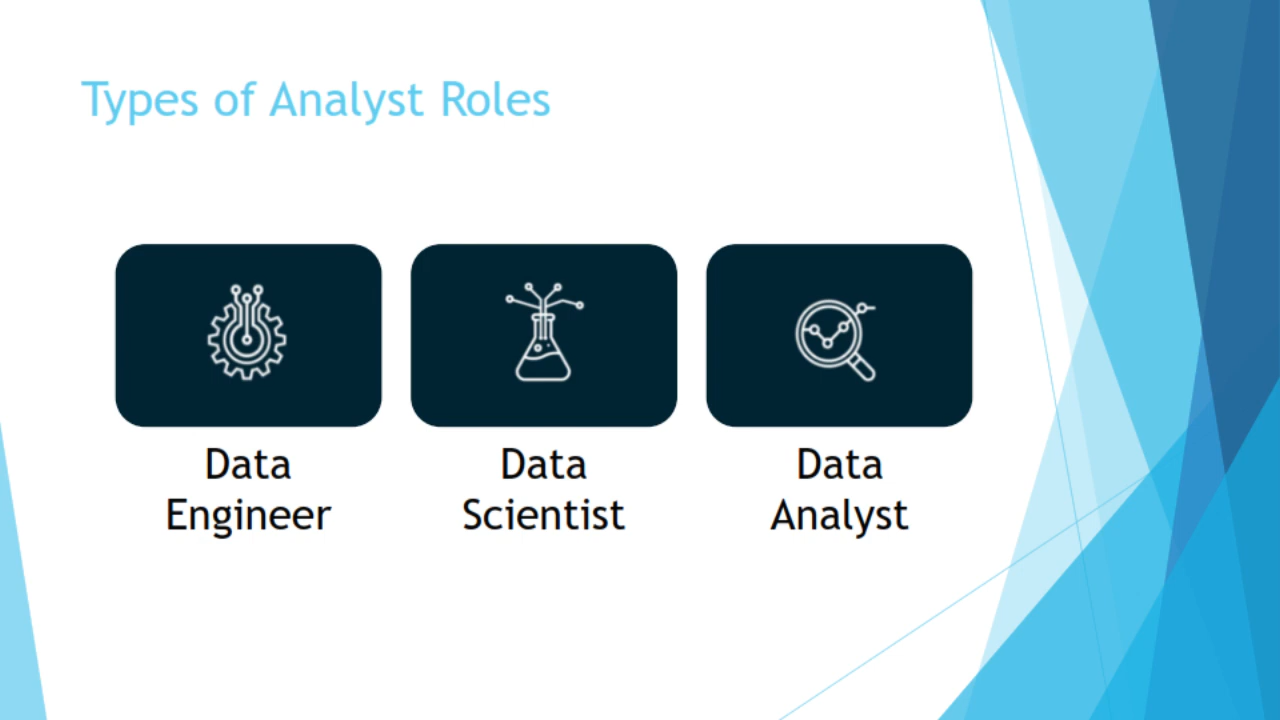 Types of Analyst Roles
Data
Engineer
Data
Scientist
Data
Analyst